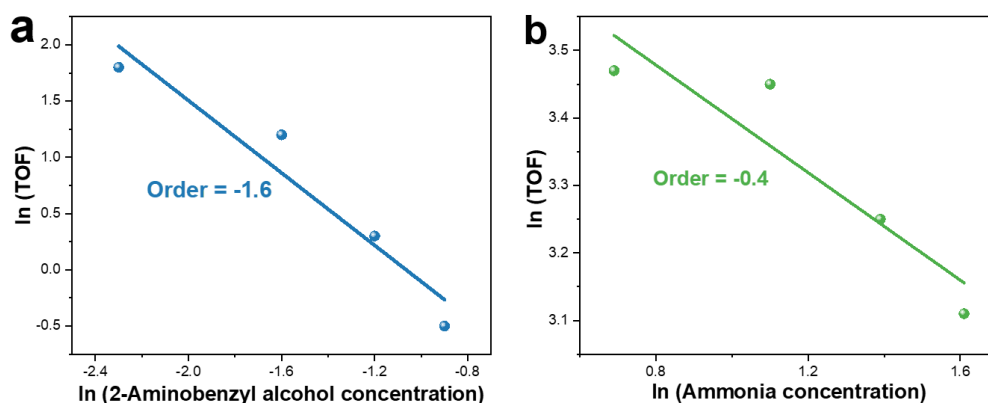 a
2.0
1.5
1.0
0.5
0.0
-0.5
ln (TOF)
Order = -1.6
-2.4
-2.0
-1.6
-1.2
-0.8
ln (2-Aminobenzyl alcohol concentration)
b
3.5
3.4
3.3
3.2
3.1
ln (TOF)
Order = -0.4
0.8
1.2
1.6
ln (Ammonia concentration)